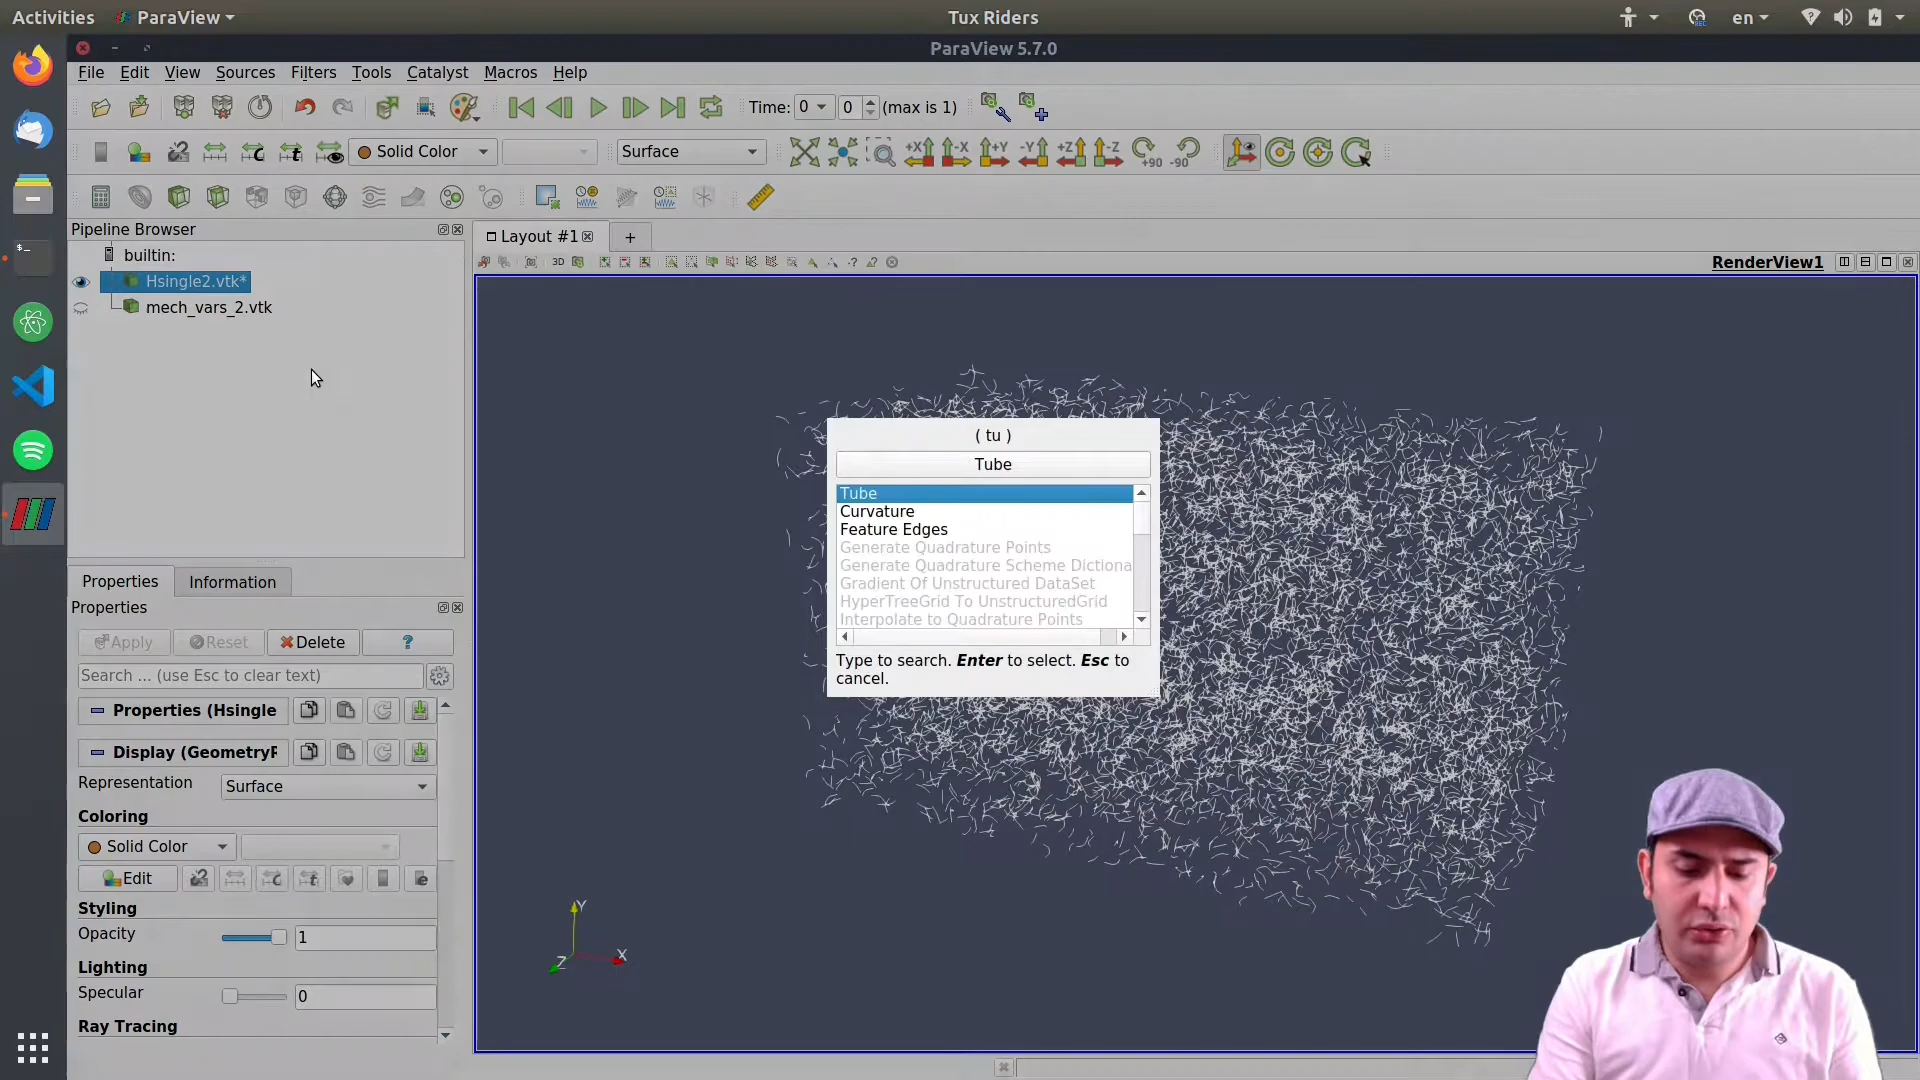 Activities
ParaView
Tux Riders
en
ParaView 5.7.0
File Edit View Sources Filters Tools Catalyst Macros Help
Time: 0 0 (max is 1)
Solid Color
Surface
+X -X +Y -Y +Z -Z +90 -90
Pipeline Browser
builtin:
Hsingle2.vtk*
mech_vars_2.vtk
Layout #1
+
3D
RenderView1
Properties
Information
Properties
Apply
Reset
Delete
?
Search ... (use Esc to clear text)
Properties (Hsingle
Display (GeometryR
Representation
Surface
Coloring
Solid Color
Edit
Styling
Opacity
1
Lighting
Specular
0
Ray Tracing
( tu )
Tube
Tube
Curvature
Feature Edges
Generate Quadrature Points
Generate Quadrature Scheme Dictiona
Gradient Of Unstructured DataSet
HyperTreeGrid To UnstructuredGrid
Interpolate to Quadrature Points
Type to search. Enter to select. Esc to
cancel.
Y
X
Z